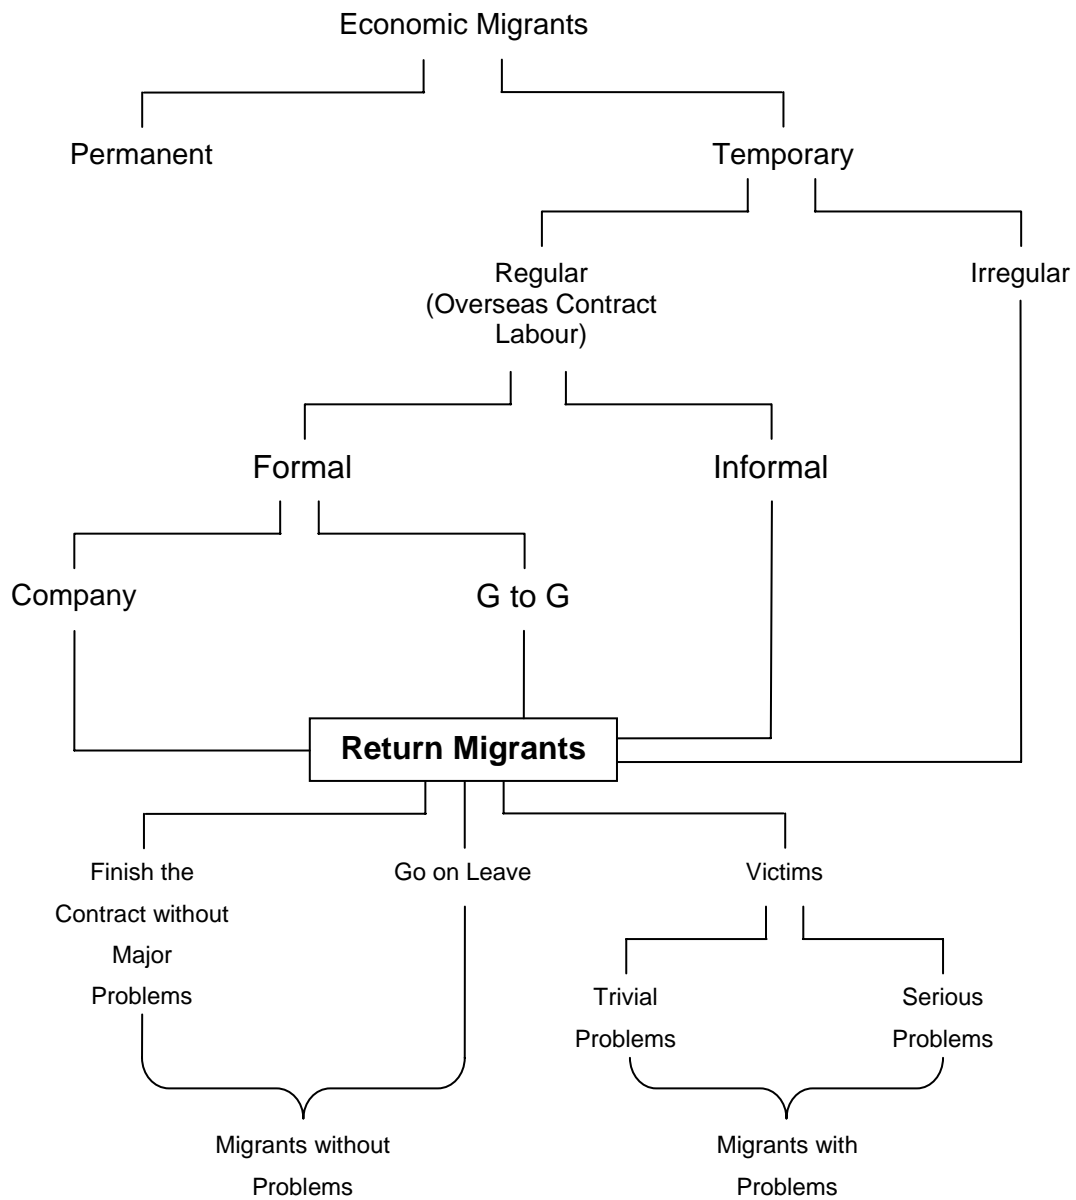 Economic Migrants
Permanent
Temporary
Regular
(Overseas Contract
Labour)
Irregular
Formal
Informal
Company
G to G
Return Migrants
Finish the
Contract without
Major
Problems
Go on Leave
Victims
Trivial
Problems
Serious
Problems
Migrants without
Problems
Migrants with
Problems